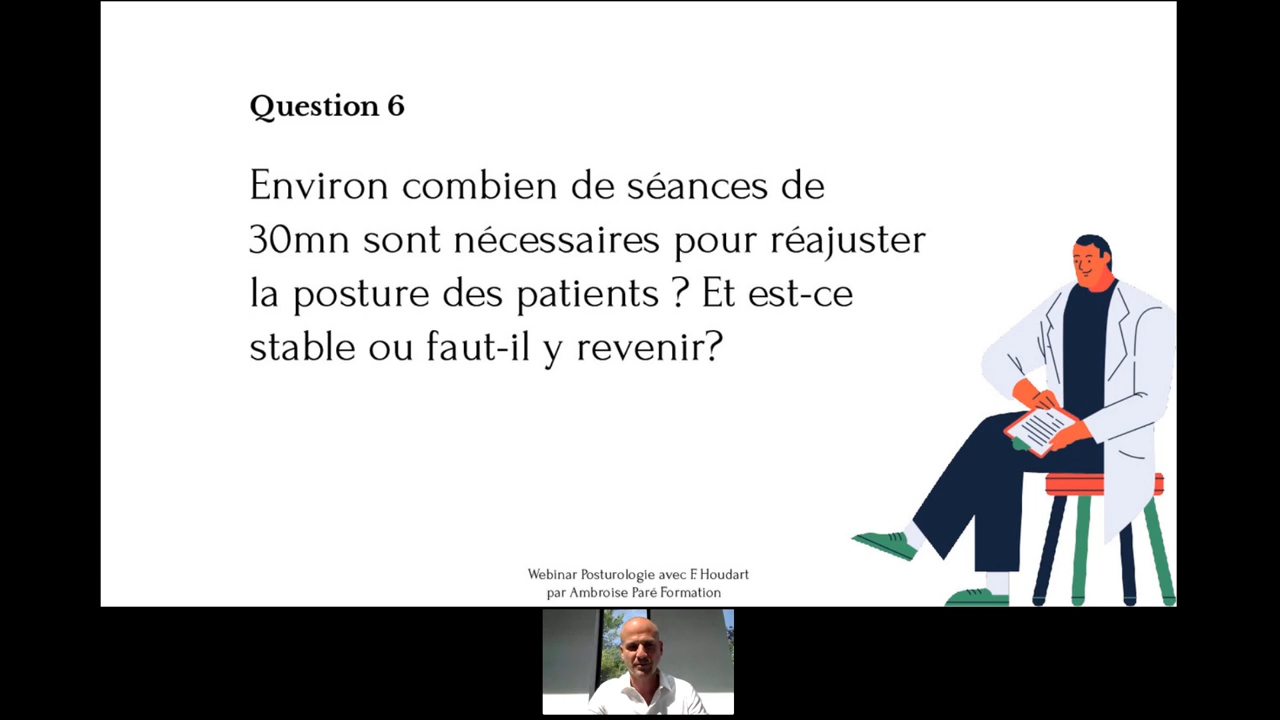 Question 6
Environ combien de séances de
30mn sont nécessaires pour réajuster
la posture des patients ? Et est-ce
stable ou faut-il y revenir?
Webinar Posturologie avec F. Houdart
par Ambroise Paré Formation